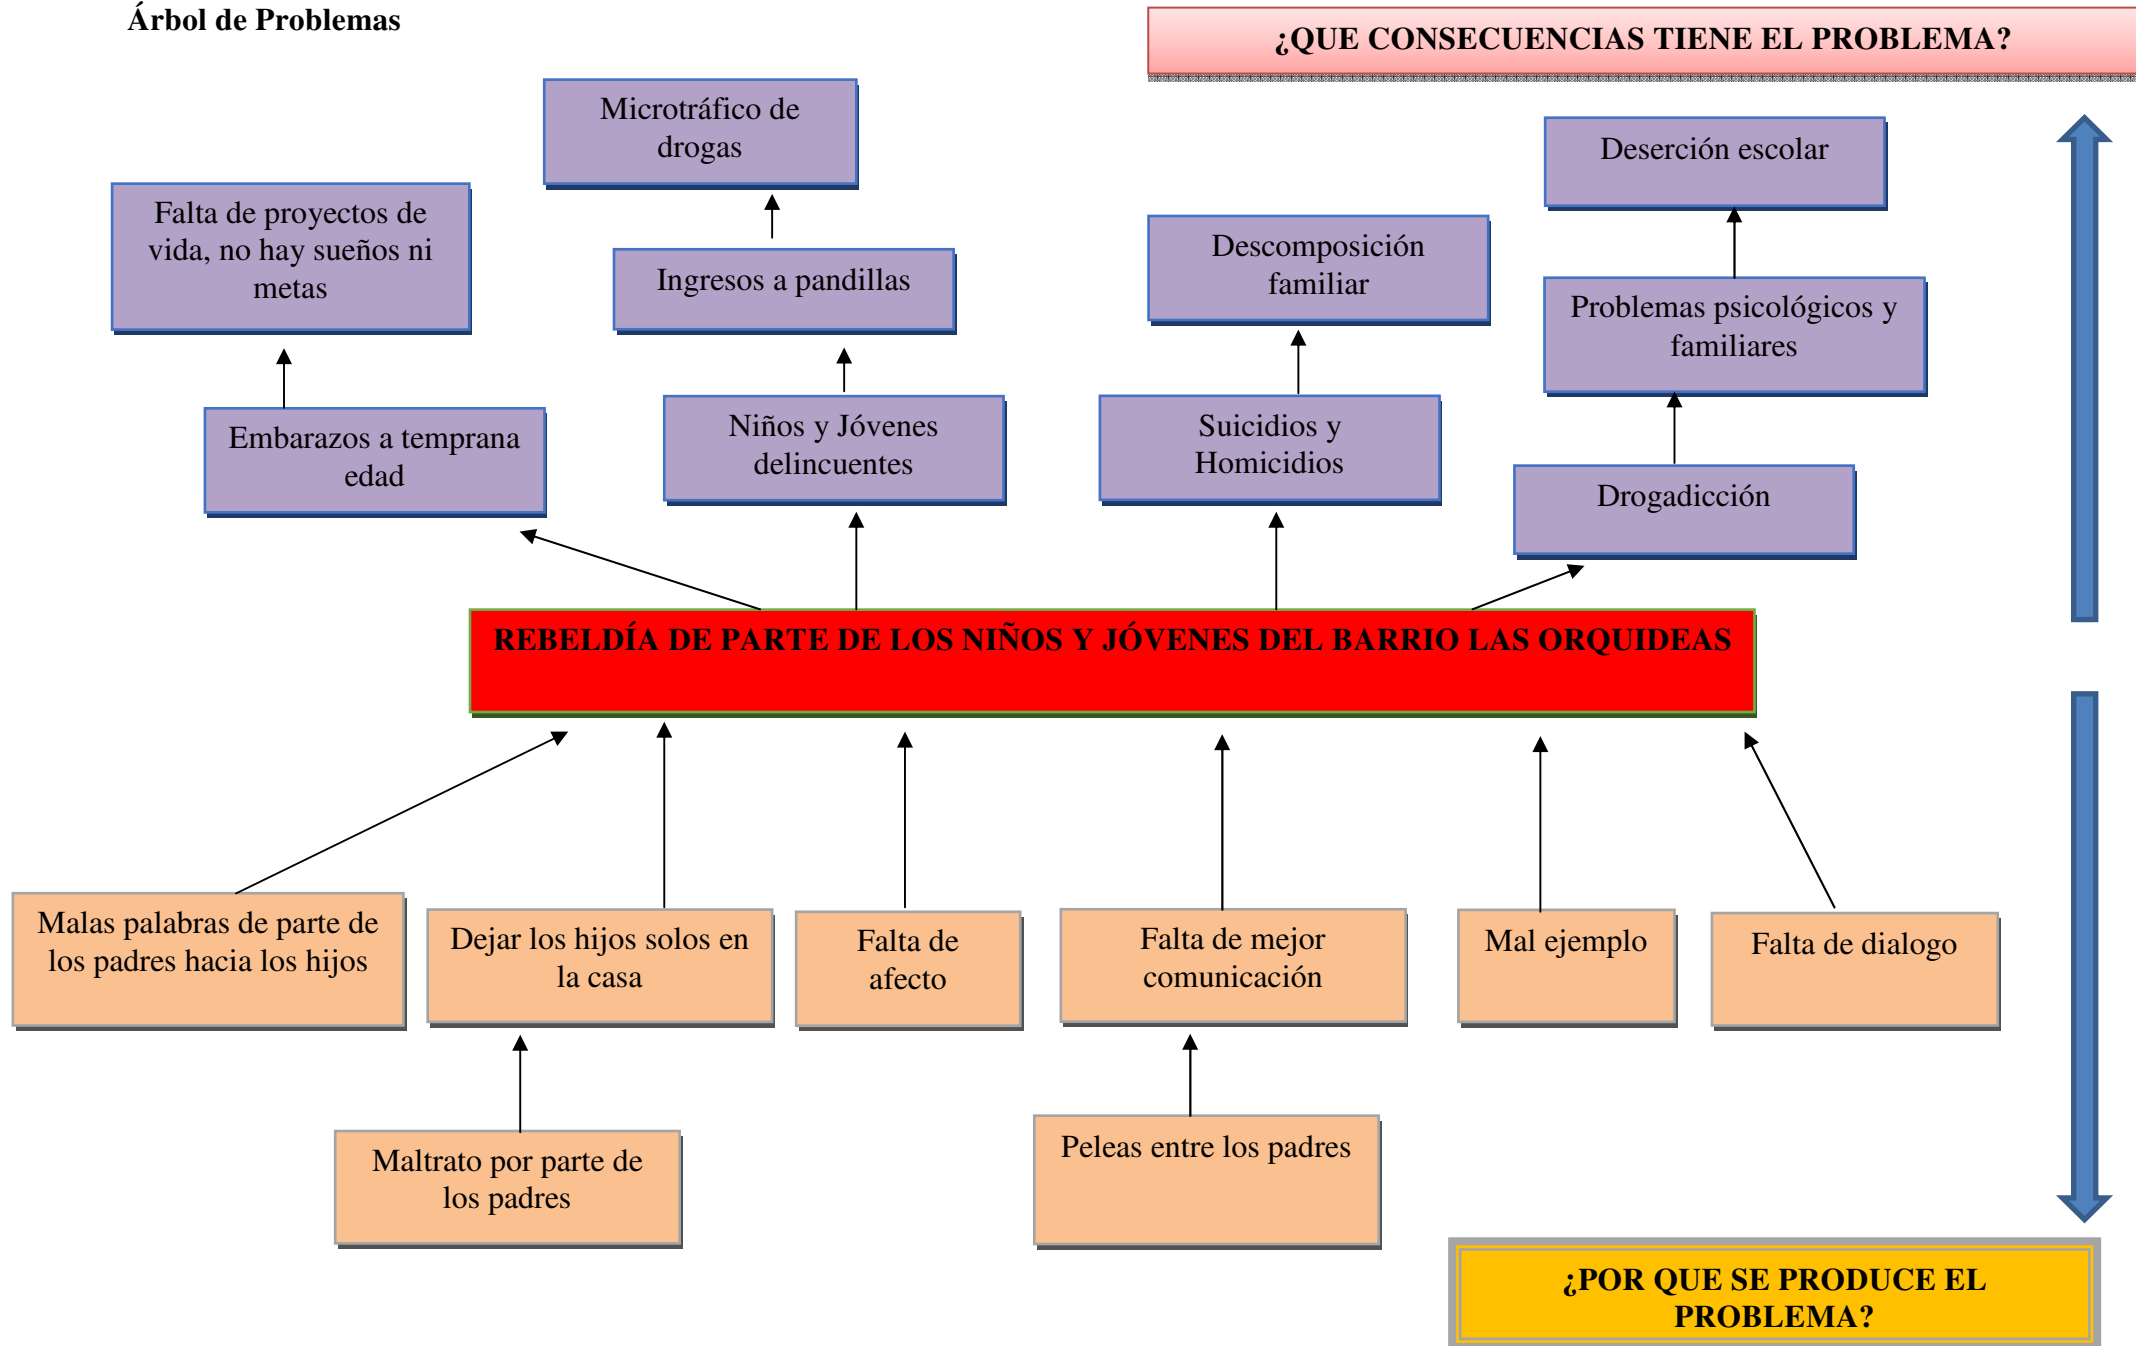 Árbol de Problemas
¿QUE CONSECUENCIAS TIENE EL PROBLEMA?
Microtráfico de
drogas
Deserción escolar
Falta de proyectos de
vida, no hay sueños ni
metas
Ingresos a pandillas
Descomposición
familiar
Problemas psicológicos y
familiares
Embarazos a temprana
edad
Niños y Jóvenes
delincuentes
Suicidios y
Homicidios
Drogadicción
REBELDÍA DE PARTE DE LOS NIÑOS Y JÓVENES DEL BARRIO LAS ORQUIDEAS
Malas palabras de parte de
los padres hacia los hijos
Dejar los hijos solos en
la casa
Falta de
afecto
Falta de mejor
comunicación
Mal ejemplo
Falta de dialogo
Maltrato por parte de
los padres
Peleas entre los padres
¿POR QUE SE PRODUCE EL
PROBLEMA?